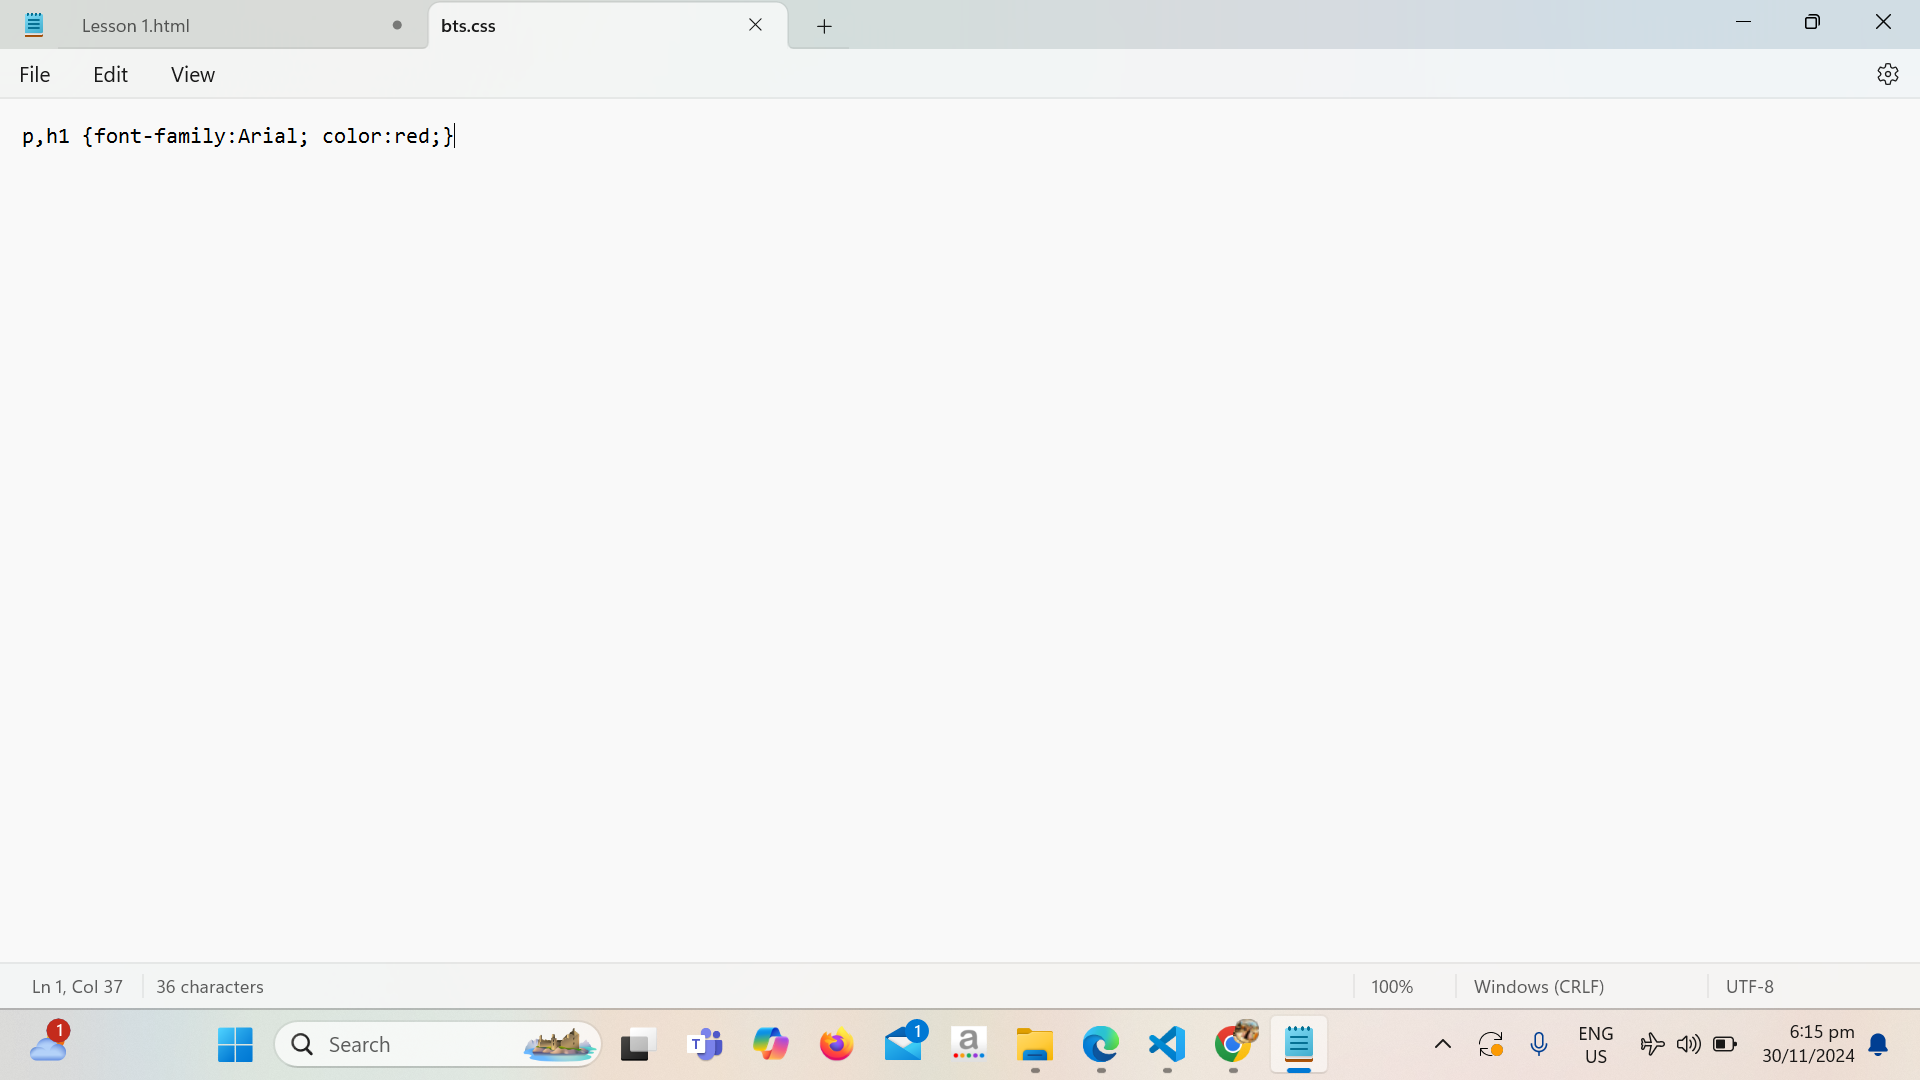 Lesson 1.html
bts.css
File Edit View
p,h1 {font-family:Arial; color:red;}
Ln 1, Col 37 36 characters 100% Windows (CRLF) UTF-8
1
Search
T
1
a
ENG
US
6:15 pm
30/11/2024